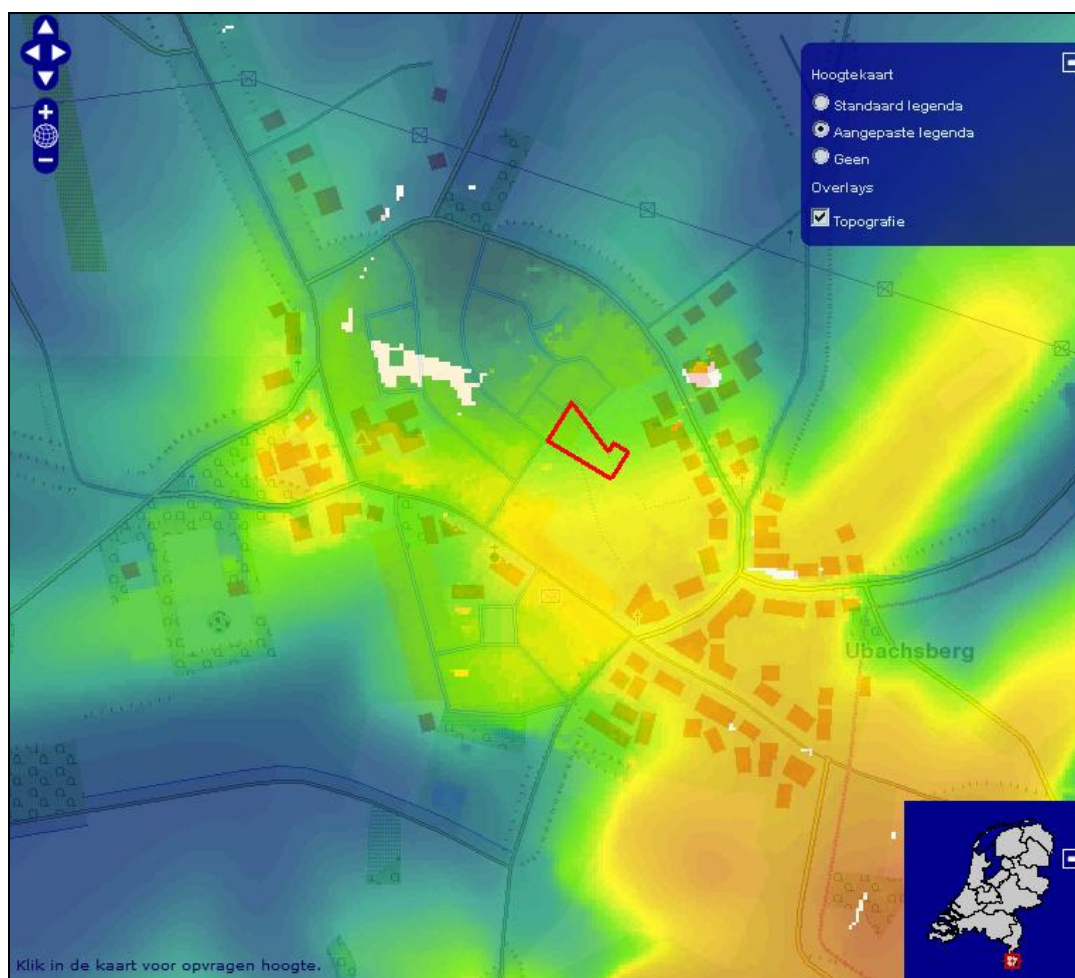 Hoogtekaart
Standaard legenda
Aangepaste legenda
Geen
Overlays
Topografie
Ubachsberg
Klik in de kaart voor opvragen hoogte.